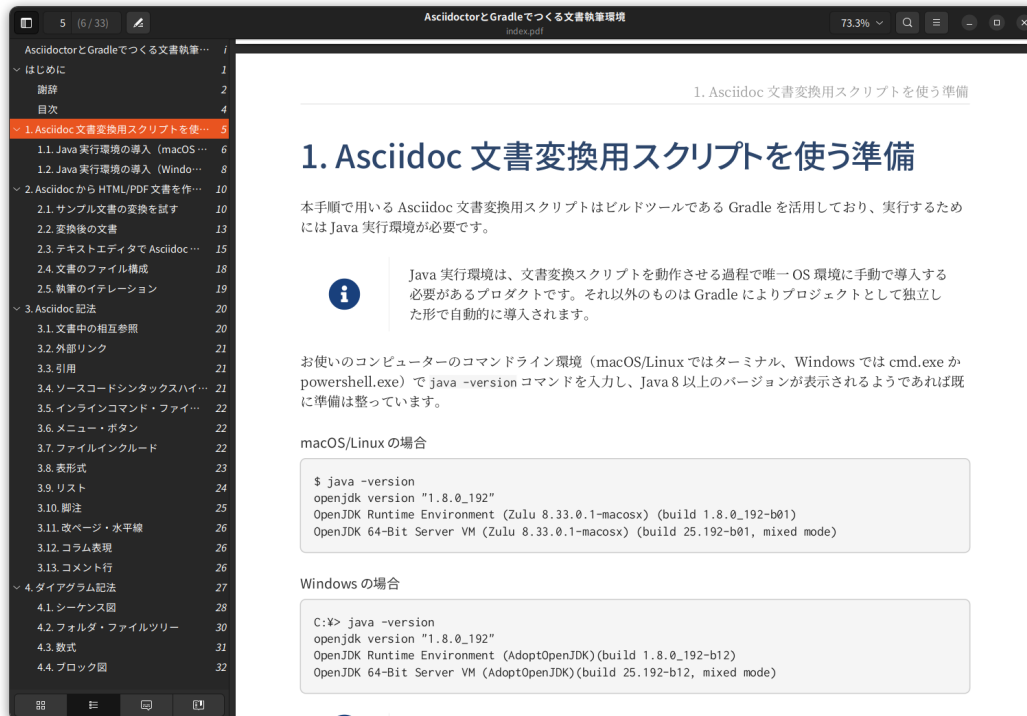 5 (6 / 33)
AsciidoctorとGradleでつくる文書執筆環境
index.pdf
73.3%
AsciidoctorとGradleでつくる文書執筆… i
はじめに 1
謝辞 2
目次 4
1. Asciidoc 文書変換用スクリプトを使… 5
1.1. Java 実行環境の導入（macOS … 6
1.2. Java 実行環境の導入（Windo… 8
2. Asciidoc から HTML/PDF 文書を作… 10
2.1. サンプル文書の変換を試す 10
2.2. 変換後の文書 13
2.3. テキストエディタで Asciidoc … 15
2.4. 文書のファイル構成 18
2.5. 執筆のイテレーション 19
3. Asciidoc 記法 20
3.1. 文書中の相互参照 20
3.2. 外部リンク 21
3.3. 引用 21
3.4. ソースコードシンタックスハイ… 21
3.5. インラインコマンド・ファイ… 22
3.6. メニュー・ボタン 22
3.7. ファイルインクルード 22
3.8. 表形式 23
3.9. リスト 24
3.10. 脚注 25
3.11. 改ページ・水平線 26
3.12. コラム表現 26
3.13. コメント行 26
4. ダイアグラム記法 27
4.1. シーケンス図 28
4.2. フォルダ・ファイルツリー 30
4.3. 数式 31
4.4. ブロック図 32
1. Asciidoc 文書変換用スクリプトを使う準備
1. Asciidoc 文書変換用スクリプトを使う準備
本手順で用いる Asciidoc 文書変換用スクリプトはビルドツールである Gradle を活用しており、実行するため
には Java 実行環境が必要です。
Java 実行環境は、文書変換スクリプトを動作させる過程で唯一 OS 環境に手動で導入する
必要があるプロダクトです。それ以外のものは Gradle によりプロジェクトとして独立し
た形で自動的に導入されます。
お使いのコンピューターのコマンドライン環境（macOS/Linux ではターミナル、Windows では cmd.exe か
powershell.exe）で java -version コマンドを入力し、Java 8 以上のバージョンが表示されるようであれば既
に準備は整っています。
macOS/Linux の場合
$ java -version
openjdk version "1.8.0_192"
OpenJDK Runtime Environment (Zulu 8.33.0.1-macosx) (build 1.8.0_192-b01)
OpenJDK 64-Bit Server VM (Zulu 8.33.0.1-macosx) (build 25.192-b01, mixed mode)
Windows の場合
C:¥> java -version
openjdk version "1.8.0_192"
OpenJDK Runtime Environment (AdoptOpenJDK)(build 1.8.0_192-b12)
OpenJDK 64-Bit Server VM (AdoptOpenJDK)(build 25.192-b12, mixed mode)